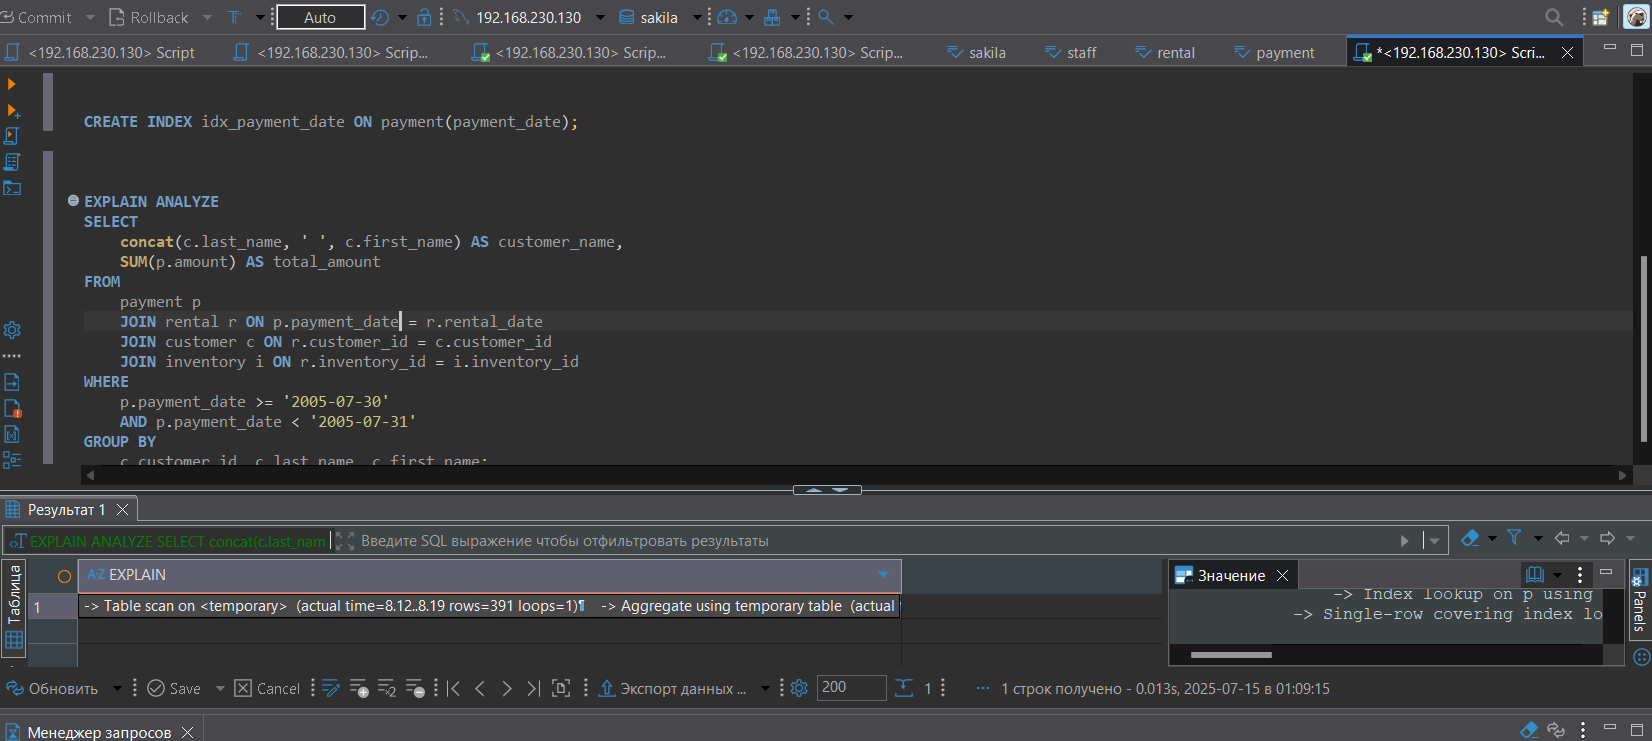 Commit Rollback Auto 192.168.230.130 sakila
<192.168.230.130> Script <192.168.230.130> Scrip... <192.168.230.130> Scrip... <192.168.230.130> Scrip... sakila staff rental payment *<192.168.230.130> Scri...
CREATE INDEX idx_payment_date ON payment(payment_date);
EXPLAIN ANALYZE
SELECT
concat(c.last_name, ' ', c.first_name) AS customer_name,
SUM(p.amount) AS total_amount
FROM
payment p
JOIN rental r ON p.payment_date = r.rental_date
JOIN customer c ON r.customer_id = c.customer_id
JOIN inventory i ON r.inventory_id = i.inventory_id
WHERE
p.payment_date >= '2005-07-30'
AND p.payment_date < '2005-07-31'
GROUP BY
c.customer_id, c.last_name, c.first_name;
Результат 1
EXPLAIN ANALYZE SELECT concat(c.last_nam Введите SQL выражение чтобы отфильтровать результаты
Таблица
A-Z EXPLAIN
1 -> Table scan on <temporary> (actual time=8.12..8.19 rows=391 loops=1)¶ -> Aggregate using temporary table (actual
Значение
-> Index lookup on p using
-> Single-row covering index lo
Panels
Обновить Save Cancel Экспорт данных ... 200 1 ... 1 строк получено - 0.013s, 2025-07-15 в 01:09:15
Менеджер запросов